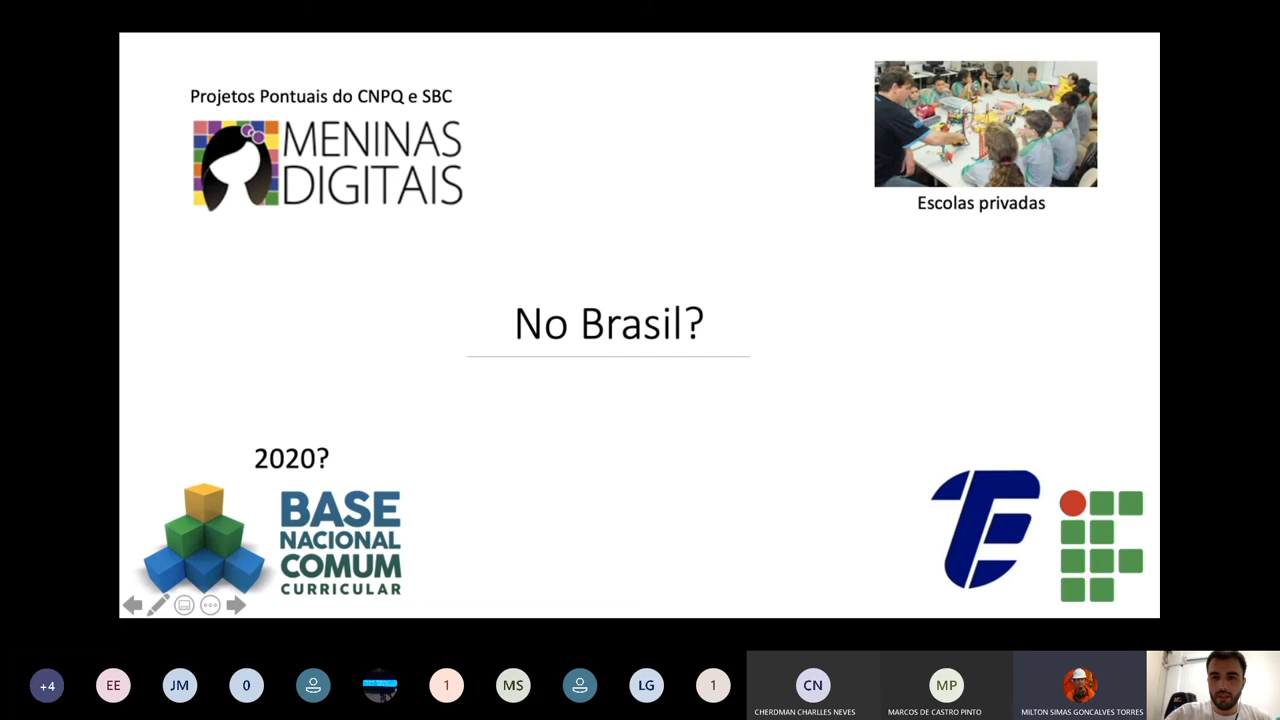 Projetos Pontuais do CNPQ e SBC
MENINAS
DIGITAIS
Escolas privadas
No Brasil?
2020?
BASE
NACIONAL
COMUM
CURRICULAR
+4
EE
JM
0
1
MS
LG
1
CN
CHERDMAN CHARLLES NEVES
MP
MARCOS DE CASTRO PINTO
MILTON SIMAS GONCALVES TORRES